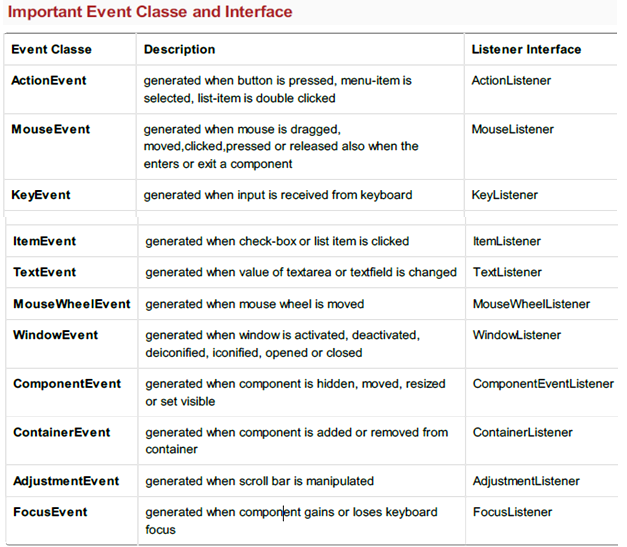 Important Event Classe and Interface
Event Classe Description Listener Interface
ActionEvent generated when button is pressed, menu-item is ActionListener
selected, list-item is double clicked
MouseEvent generated when mouse is dragged, MouseListener
moved,clicked,pressed or released also when the
enters or exit a component
KeyEvent generated when input is received from keyboard KeyListener
ItemEvent generated when check-box or list item is clicked ItemListener
TextEvent generated when value of textarea or textfield is changed TextListener
MouseWheelEvent generated when mouse wheel is moved MouseWheelListener
WindowEvent generated when window is activated, deactivated, WindowListener
deiconified, iconified, opened or closed
ComponentEvent generated when component is hidden, moved, resized ComponentEventListener
or set visible
ContainerEvent generated when component is added or removed from ContainerListener
container
AdjustmentEvent generated when scroll bar is manipulated AdjustmentListener
FocusEvent generated when component gains or loses keyboard FocusListener
focus